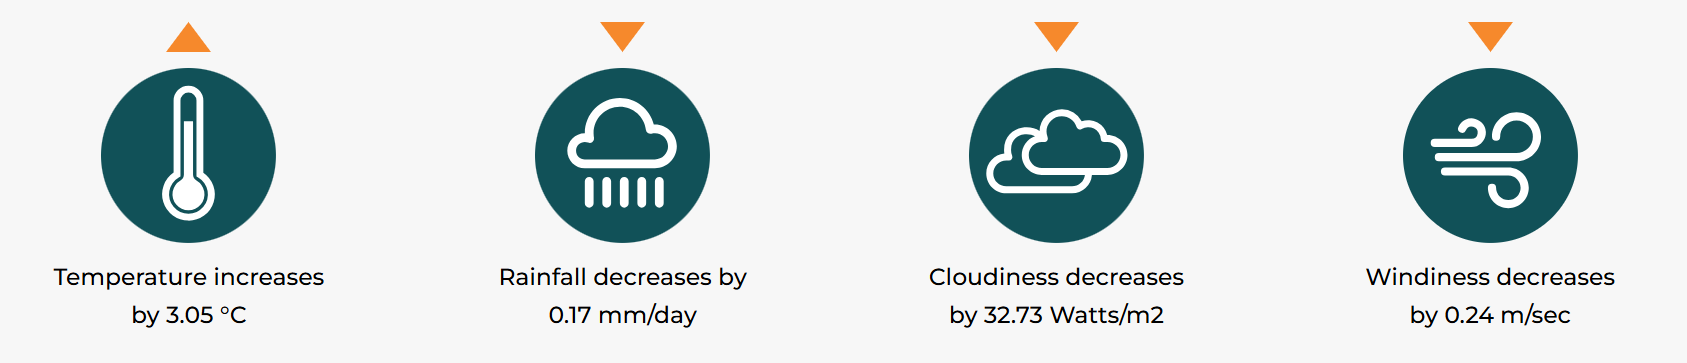 Temperature increases
by 3.05 °C
Rainfall decreases by
0.17 mm/day
Cloudiness decreases
by 32.73 Watts/m2
Windiness decreases
by 0.24 m/sec